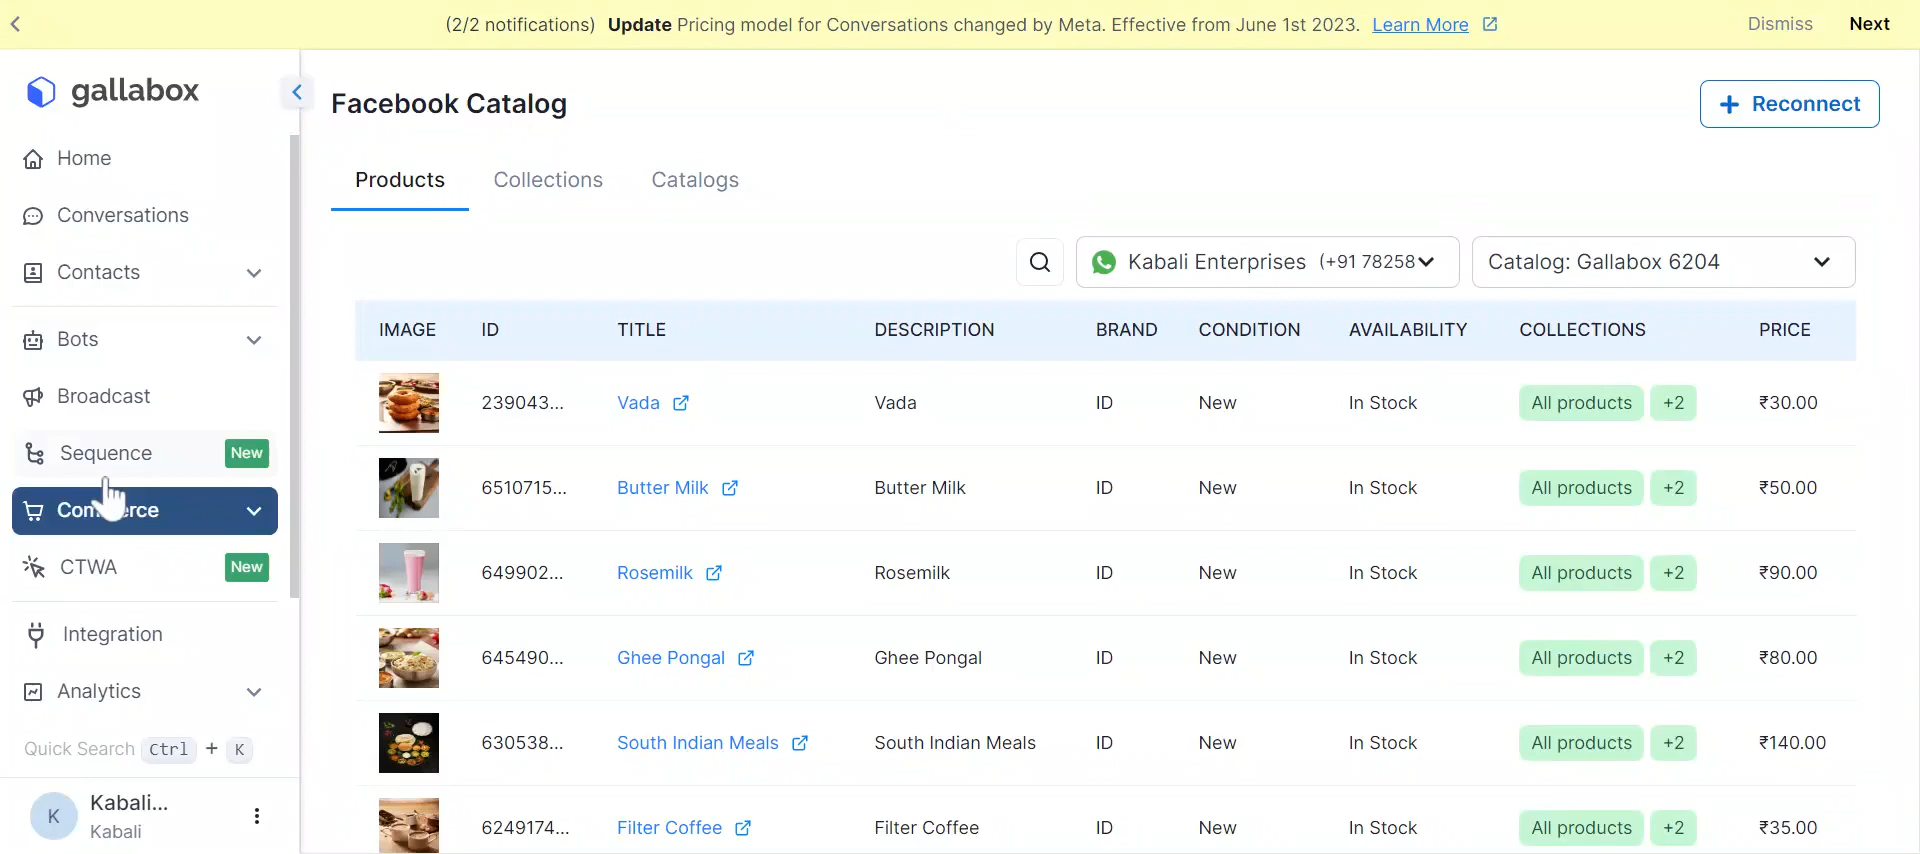 (2/2 notifications) Update Pricing model for Conversations changed by Meta. Effective from June 1st 2023. Learn More
Dismiss
Next
gallabox
Home
Conversations
Contacts
Bots
Broadcast
Sequence New
Commerce
CTWA New
Integration
Analytics
Quick Search Ctrl + K
K
Kabali...
Kabali
Facebook Catalog
Reconnect
Products Collections Catalogs
Kabali Enterprises (+91 78258
Catalog: Gallabox 6204
IMAGE ID TITLE DESCRIPTION BRAND CONDITION AVAILABILITY COLLECTIONS PRICE
239043... Vada Vada ID New In Stock All products +2 ₹30.00
6510715... Butter Milk Butter Milk ID New In Stock All products +2 ₹50.00
649902... Rosemilk Rosemilk ID New In Stock All products +2 ₹90.00
645490... Ghee Pongal Ghee Pongal ID New In Stock All products +2 ₹80.00
630538... South Indian Meals South Indian Meals ID New In Stock All products +2 ₹140.00
6249174... Filter Coffee Filter Coffee ID New In Stock All products +2 ₹35.00